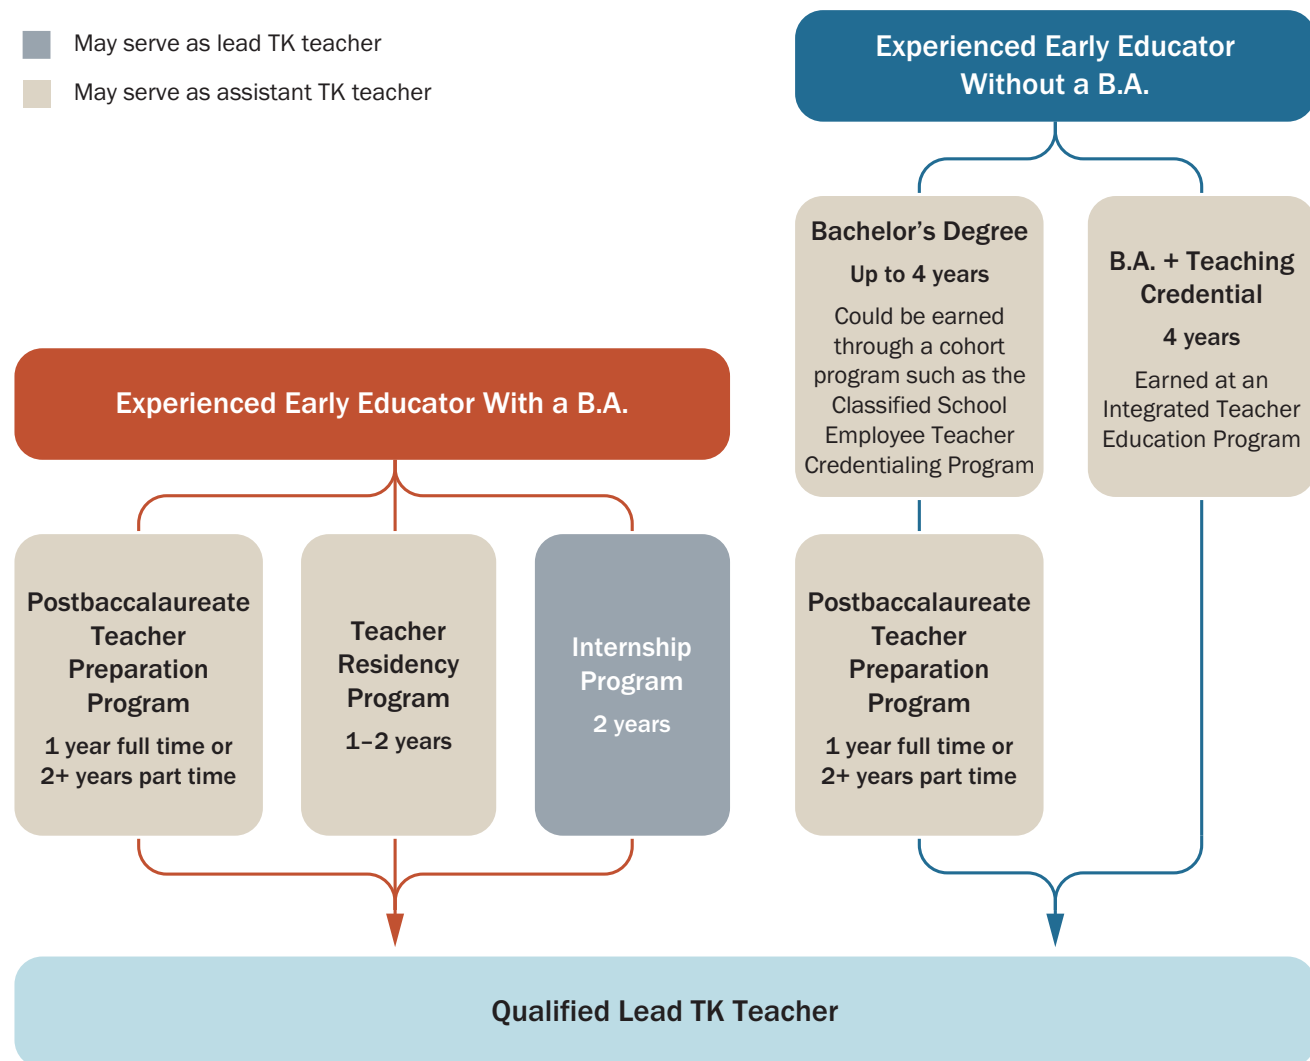 May serve as lead TK teacher
May serve as assistant TK teacher
Experienced Early Educator
Without a B.A.
Bachelor’s Degree
Up to 4 years
Could be earned
through a cohort
program such as the
Classified School
Employee Teacher
Credentialing Program
B.A. + Teaching
Credential
4 years
Earned at an
Integrated Teacher
Education Program
Experienced Early Educator With a B.A.
Postbaccalaureate
Teacher
Preparation
Program
1 year full time or
2+ years part time
Teacher
Residency
Program
1–2 years
Internship
Program
2 years
Postbaccalaureate
Teacher
Preparation
Program
1 year full time or
2+ years part time
Qualified Lead TK Teacher